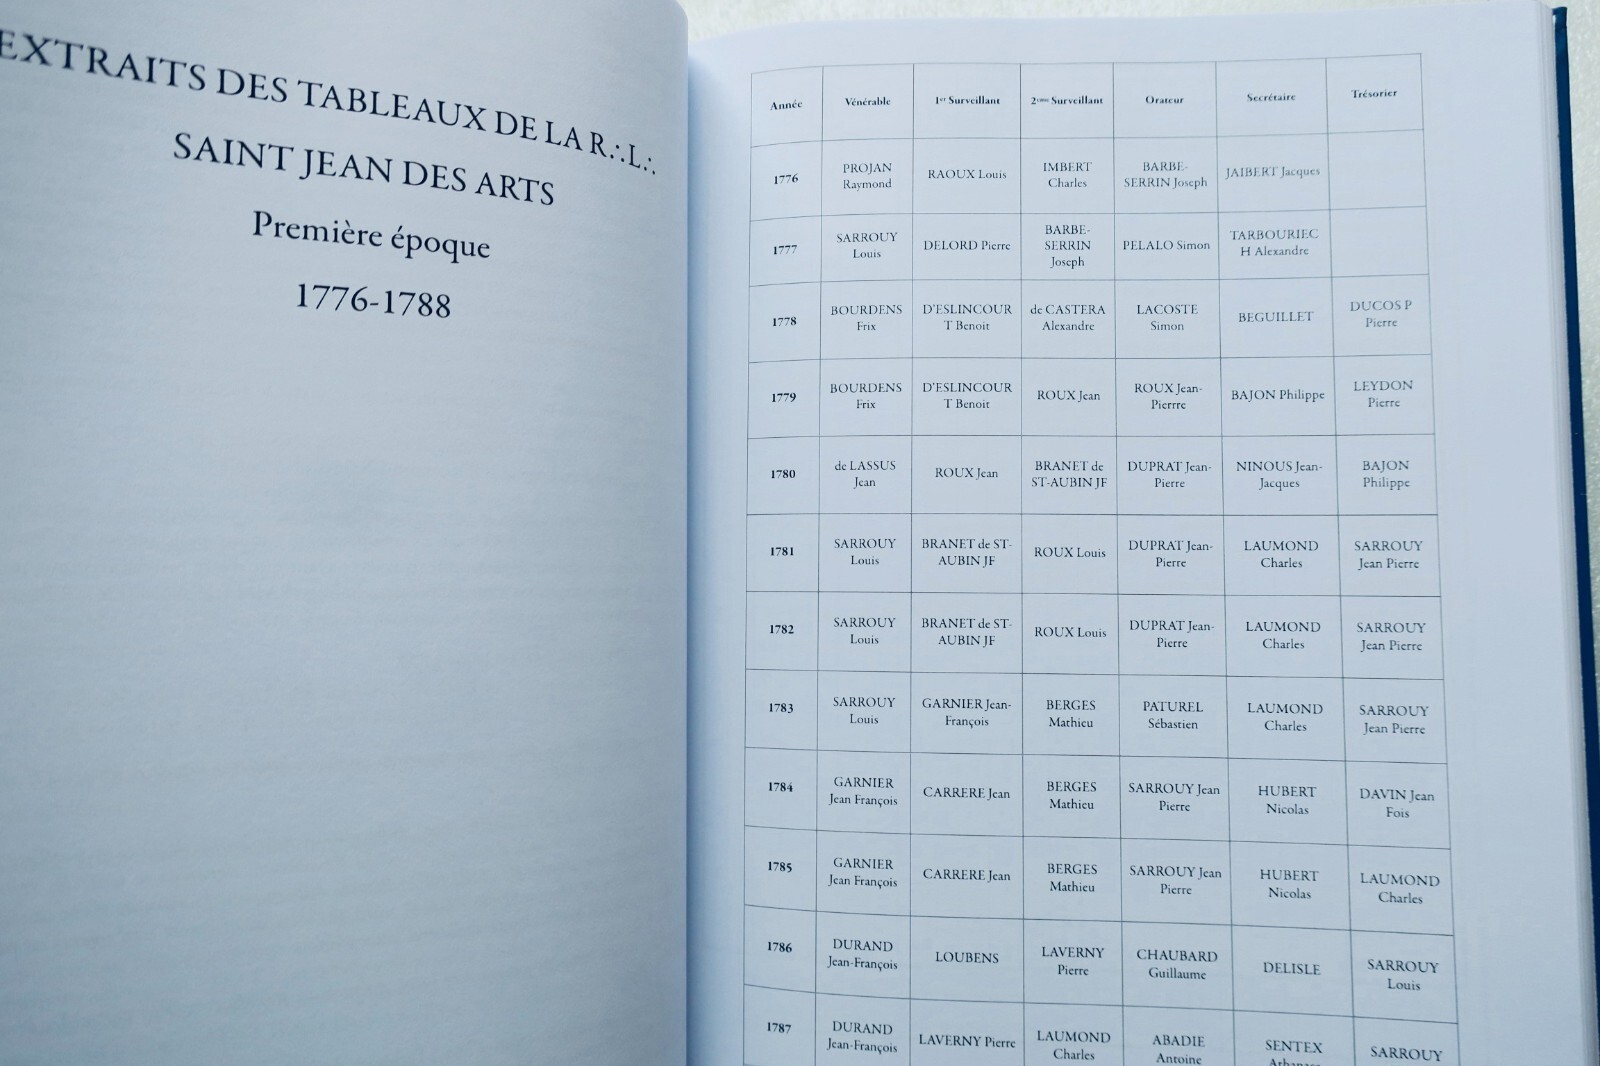 EXTRAITS DES TABLEAUX DE LA R∴L∴
SAINT JEAN DES ARTS
Première époque
1776-1788
Année Vénérable 1er Surveillant 2ème Surveillant Orateur Secrétaire Trésorier
1776 PROJAN Raymond RAOUX Louis IMBERT Charles BARBE-SERRIN Joseph JAIBERT Jacques
1777 SARROUY Louis DELORD Pierre BARBE-SERRIN Joseph PELALO Simon TARBOURIEC H Alexandre
1778 BOURDENS Frix D'ESLINCOUR T Benoit de CASTERA Alexandre LACOSTE Simon BEGUILLET DUCOS P Pierre
1779 BOURDENS Frix D'ESLINCOUR T Benoit ROUX Jean ROUX Jean-Pierrre BAJON Philippe LEYDON Pierre
1780 de LASSUS Jean ROUX Jean BRANET de ST-AUBIN JF DUPRAT Jean-Pierre NINOUS Jean-Jacques BAJON Philippe
1781 SARROUY Louis BRANET de ST-AUBIN JF ROUX Louis DUPRAT Jean-Pierre LAUMOND Charles SARROUY Jean Pierre
1782 SARROUY Louis BRANET de ST-AUBIN JF ROUX Louis DUPRAT Jean-Pierre LAUMOND Charles SARROUY Jean Pierre
1783 SARROUY Louis GARNIER Jean-François BERGES Mathieu PATUREL Sébastien LAUMOND Charles SARROUY Jean Pierre
1784 GARNIER Jean François CARRERE Jean BERGES Mathieu SARROUY Jean Pierre HUBERT Nicolas DAVIN Jean Fois
1785 GARNIER Jean François CARRERE Jean BERGES Mathieu SARROUY Jean Pierre HUBERT Nicolas LAUMOND Charles
1786 DURAND Jean-François LOUBENS LAVERNY Pierre CHAUBARD Guillaume DELISLE SARROUY Louis
1787 DURAND Jean-François LAVERNY Pierre LAUMOND Charles ABADIE Antoine SENTEX SARROUY